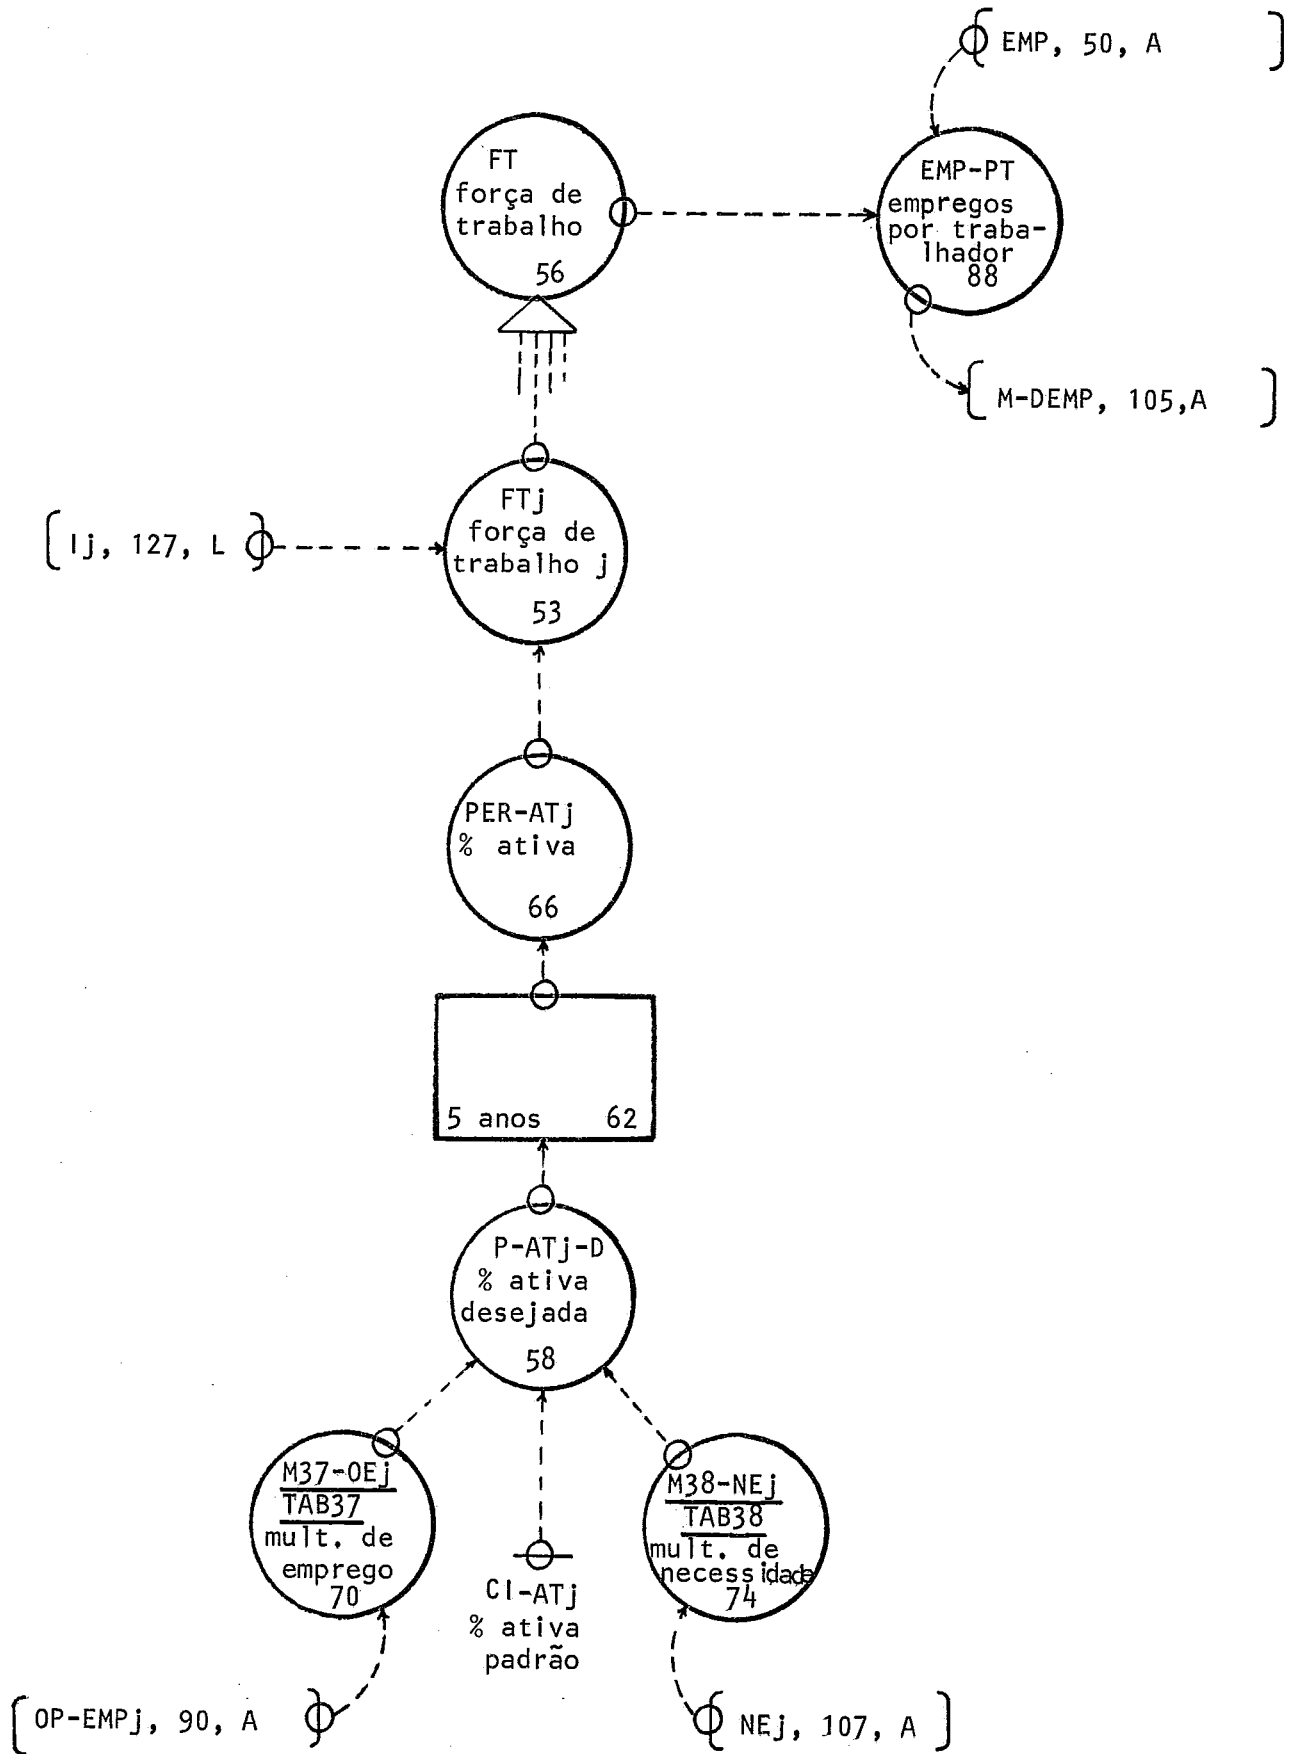 EMP, 50, A
FT
força de
trabalho
56
EMP-PT
empregos
por traba-
lhador
88
M-DEMP, 105,A
FTj
força de
trabalho j
53
Ij, 127, L
PER-ATj
% ativa
66
5 anos 62
P-ATj-D
% ativa
desejada
58
M37-OEj
TAB37
mult. de
emprego
70
CI-ATj
% ativa
padrão
M38-NEj
TAB38
mult. de
necessidade
74
OP-EMPj, 90, A
NEj, 107, A